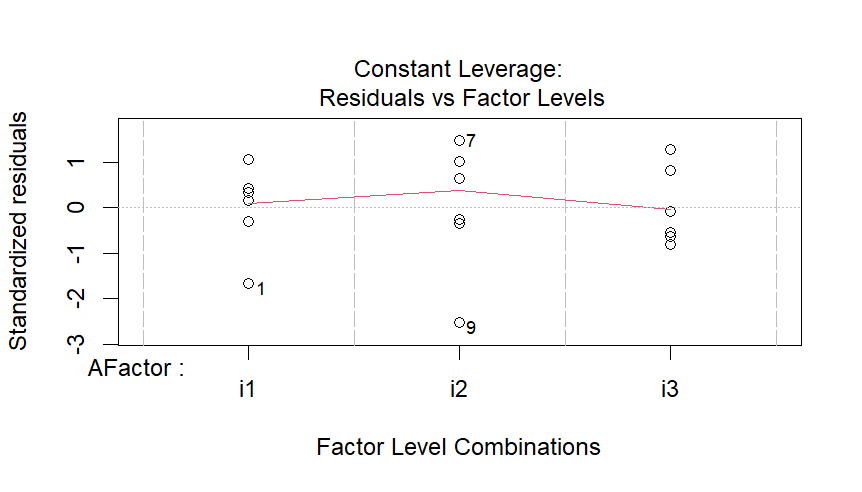 Constant Leverage:
Residuals vs Factor Levels
Standardized residuals
1
0
-1
-2
-3
7
1
9
AFactor :
i1 i2 i3
Factor Level Combinations